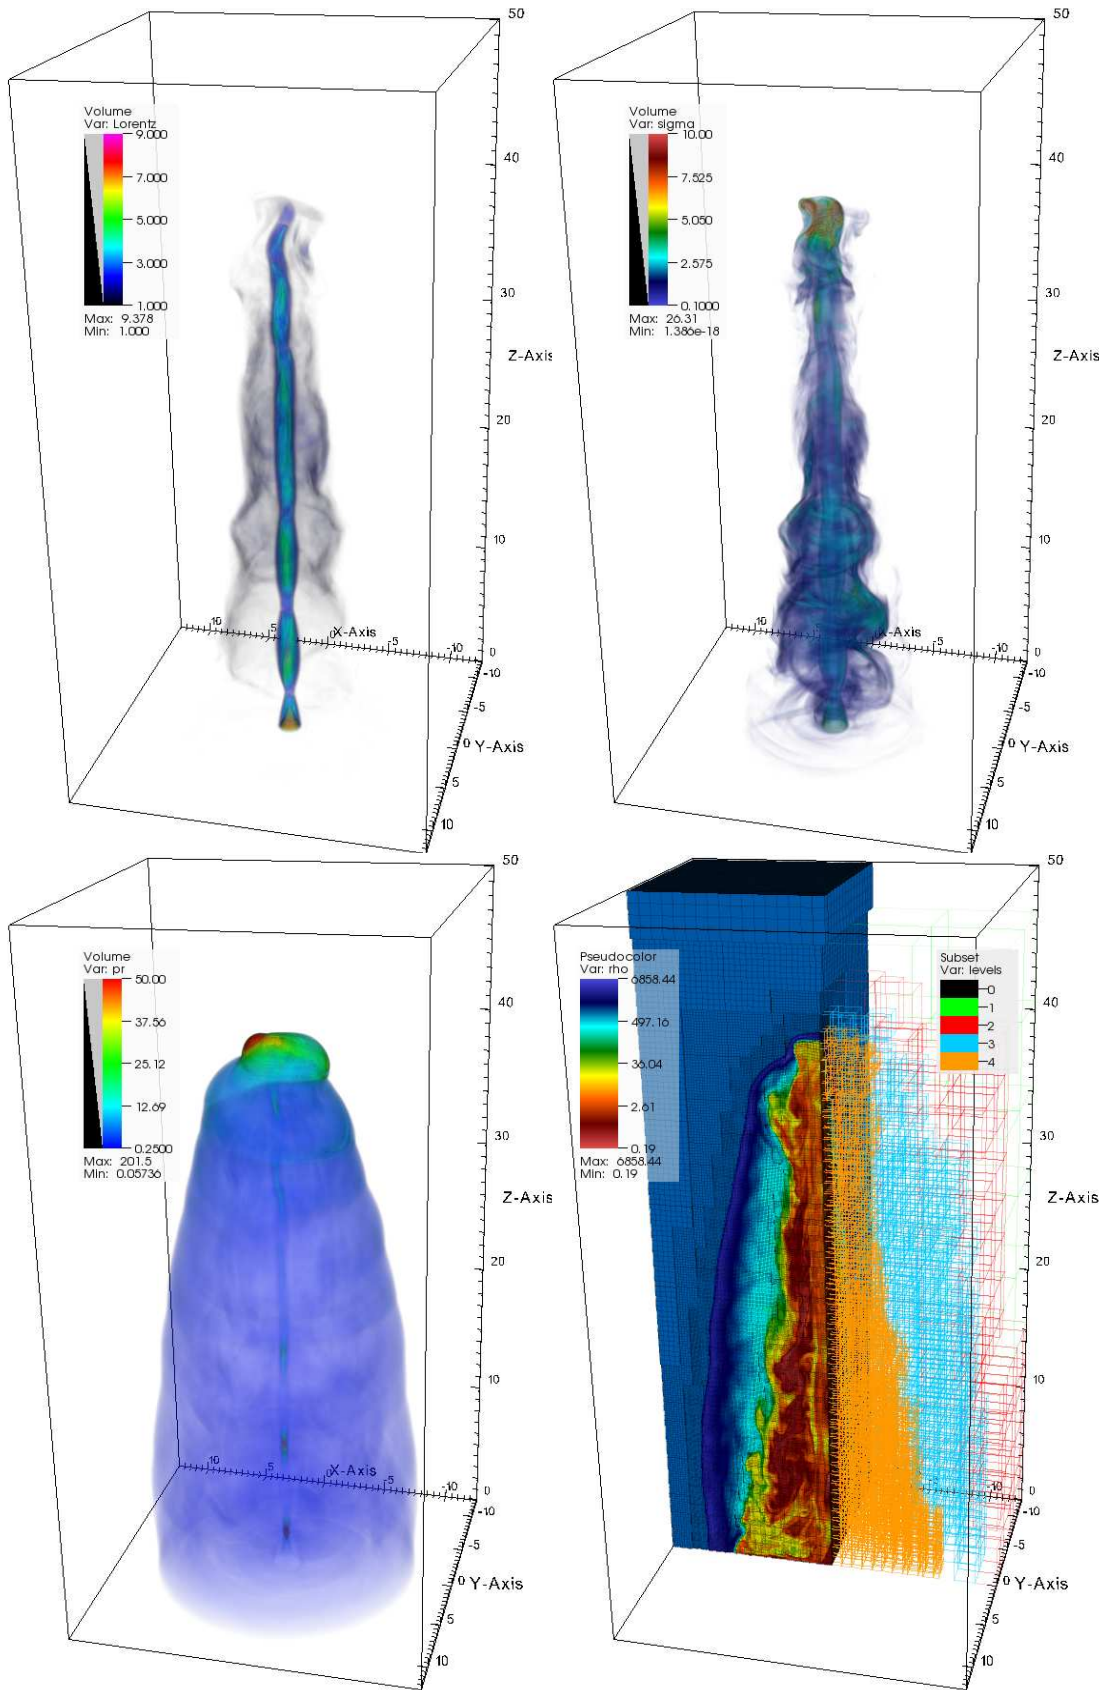 50
Volume
Var: Lorentz
9.000
7.000
5.000
3.000
1.000
Max: 9.378
Min: 1.000
40
30
Z-Axis
20
10
0
10
5
0
X-Axis
-5
-10
-10
-5
0 Y-Axis
5
10
50
Volume
Var: sigma
10.00
7.525
5.050
2.575
0.1000
Max: 26.31
Min: 1.386e-18
40
30
Z-Axis
20
10
0
X-Axis
-5
-10
-10
-5
0 Y-Axis
5
10
50
Volume
Var: pr
50.00
37.56
25.12
12.69
0.2500
Max: 201.5
Min: 0.05736
40
30
Z-Axis
20
10
0
10
5
0
X-Axis
-5
-10
-10
-5
0 Y-Axis
5
10
50
Pseudocolor
Var: rho
6858.44
497.16
36.04
2.61
0.19
Max: 6858.44
Min: 0.19
Subset
Var: levels
0
1
2
3
4
40
30
Z-Axis
20
10
0
-10
-10
-5
0 Y-Axis
5
10